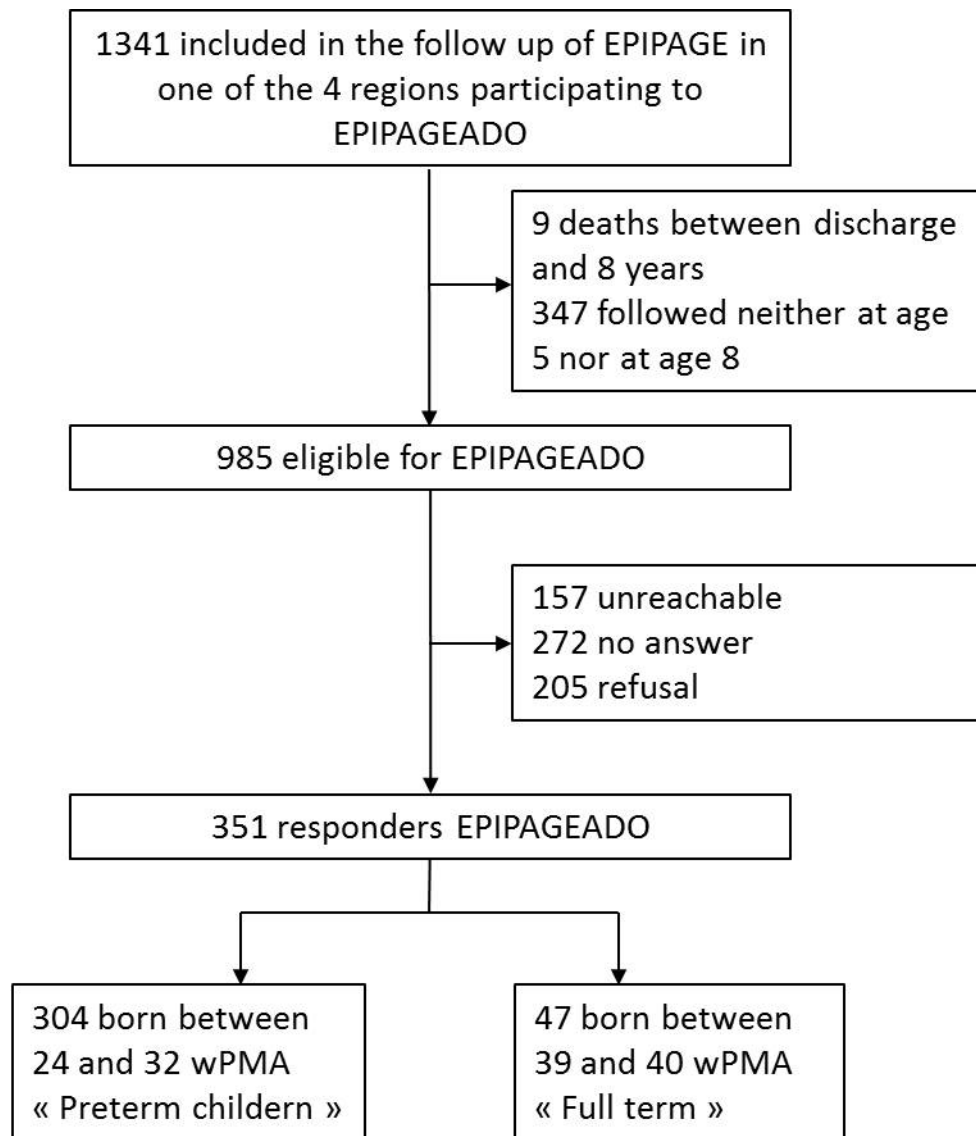 1341 included in the follow up of EPIPAGE in
one of the 4 regions participating to
EPIPAGEADO
9 deaths between discharge
and 8 years
347 followed neither at age
5 nor at age 8
985 eligible for EPIPAGEADO
157 unreachable
272 no answer
205 refusal
351 responders EPIPAGEADO
304 born between
24 and 32 wPMA
« Preterm childern »
47 born between
39 and 40 wPMA
« Full term »